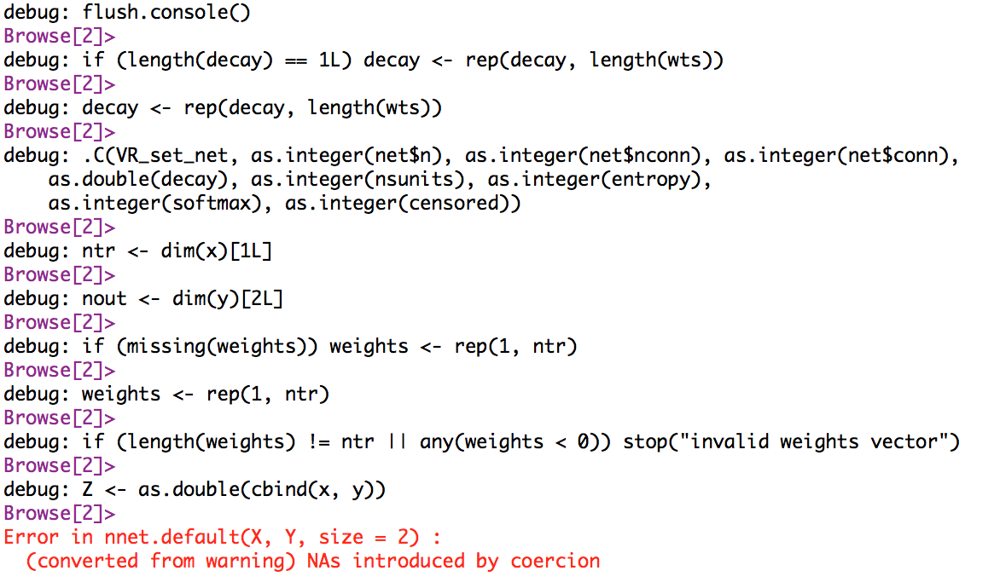 debug: flush.console()
Browse[2]>
debug: if (length(decay) == 1L) decay <- rep(decay, length(wts))
Browse[2]>
debug: decay <- rep(decay, length(wts))
Browse[2]>
debug: .C(VR_set_net, as.integer(net$n), as.integer(net$nconn), as.integer(net$conn),
    as.double(decay), as.integer(nsunits), as.integer(entropy),
    as.integer(softmax), as.integer(censored))
Browse[2]>
debug: ntr <- dim(x)[1L]
Browse[2]>
debug: nout <- dim(y)[2L]
Browse[2]>
debug: if (missing(weights)) weights <- rep(1, ntr)
Browse[2]>
debug: weights <- rep(1, ntr)
Browse[2]>
debug: if (length(weights) != ntr || any(weights < 0)) stop("invalid weights vector")
Browse[2]>
debug: Z <- as.double(cbind(x, y))
Browse[2]>
Error in nnet.default(X, Y, size = 2) :
  (converted from warning) NAs introduced by coercion